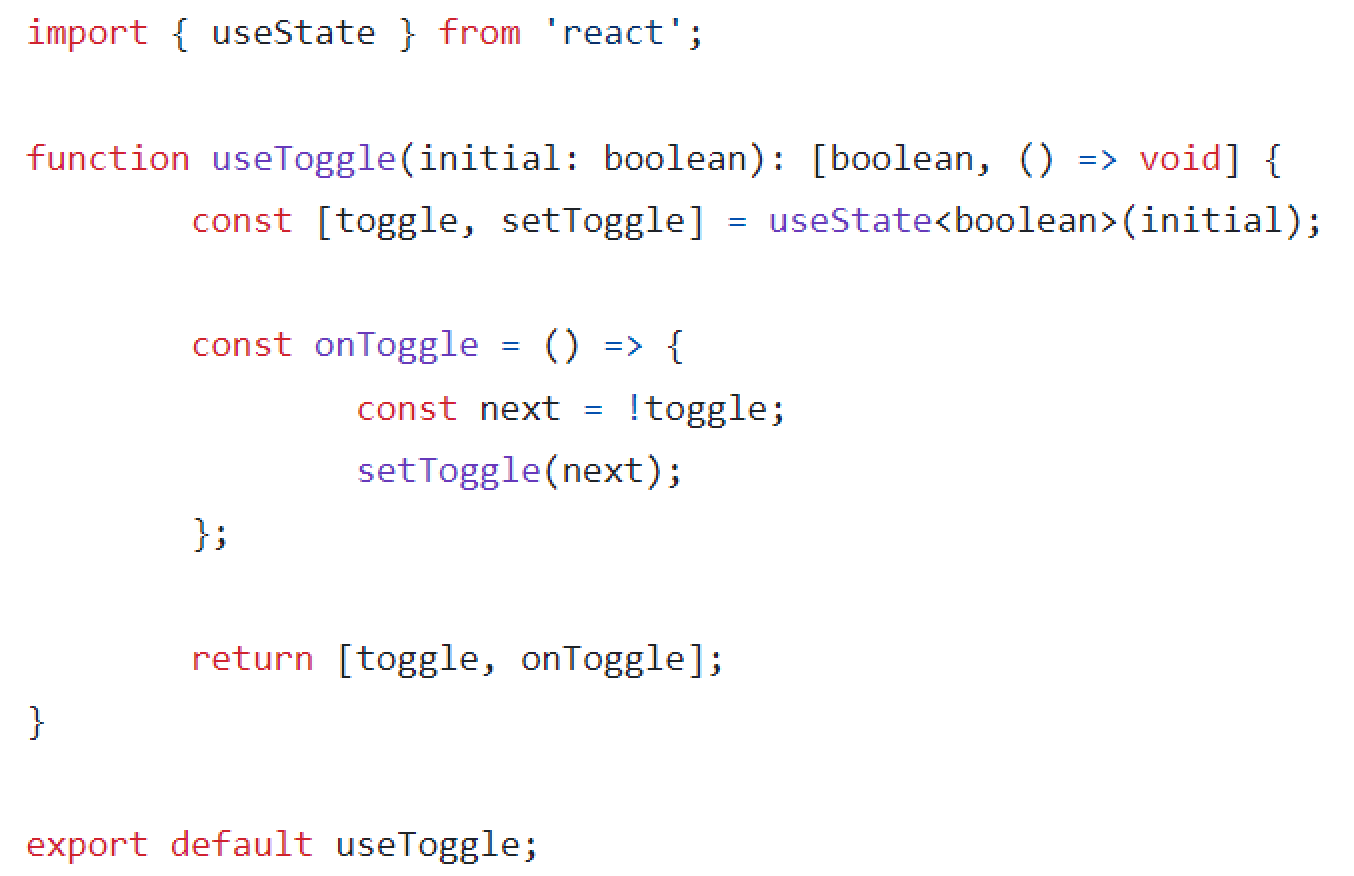 import { useState } from 'react';
function useToggle(initial: boolean): [boolean, () => void] {
const [toggle, setToggle] = useState<boolean>(initial);
const onToggle = () => {
const next = !toggle;
setToggle(next);
};
return [toggle, onToggle];
}
export default useToggle;